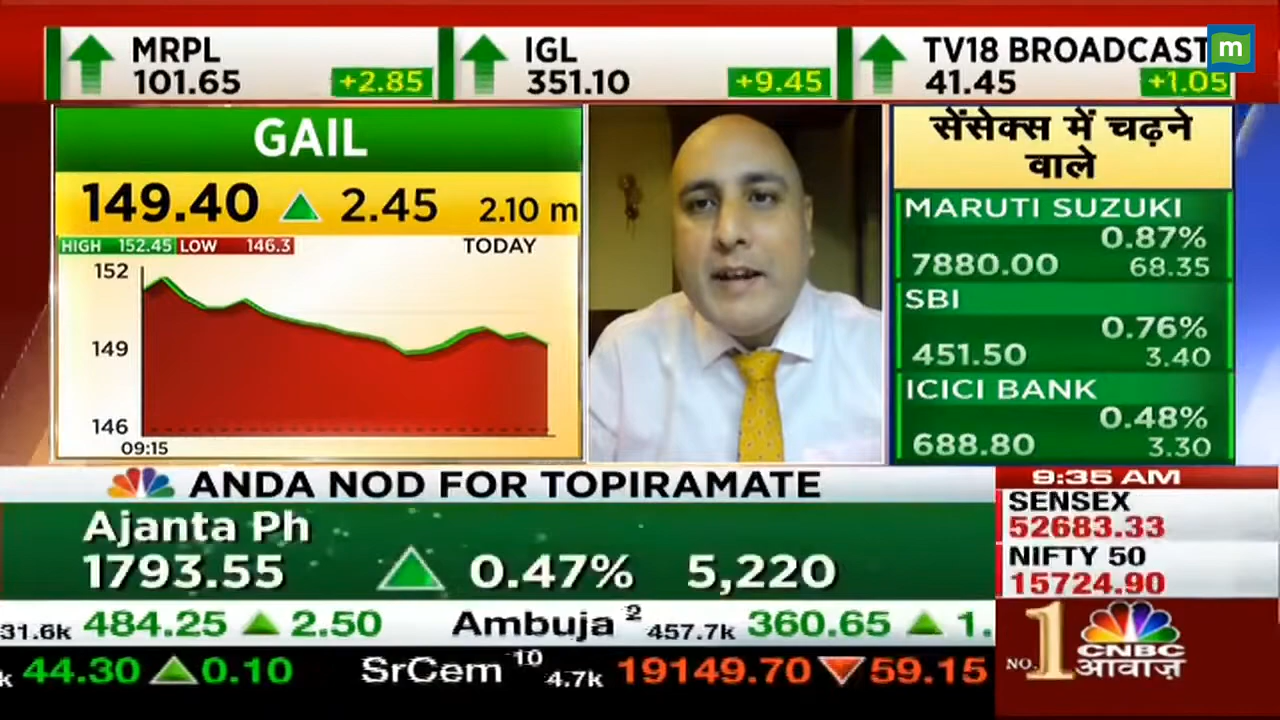 MRPL
101.65 +2.85
IGL
351.10 +9.45
TV18 BROADCAST
41.45 +1.05
m
GAIL
149.40 2.45 2.10 m
HIGH 152.45 LOW 146.3 TODAY
152
149
146
09:15
सेंसेक्स में चढ़ने
वाले
MARUTI SUZUKI
0.87%
7880.00 68.35
SBI
0.76%
451.50 3.40
ICICI BANK
0.48%
688.80 3.30
ANDA NOD FOR TOPIRAMATE
Ajanta Ph
1793.55 0.47% 5,220
9:35 AM
SENSEX
52683.33
NIFTY 50
15724.90
31.6k 484.25 2.50 Ambuja 2 457.7k 360.65 1.
k 44.30 0.10 SrCem 10 4.7k 19149.70 59.15
NO. 1 CNBC
आवाज़